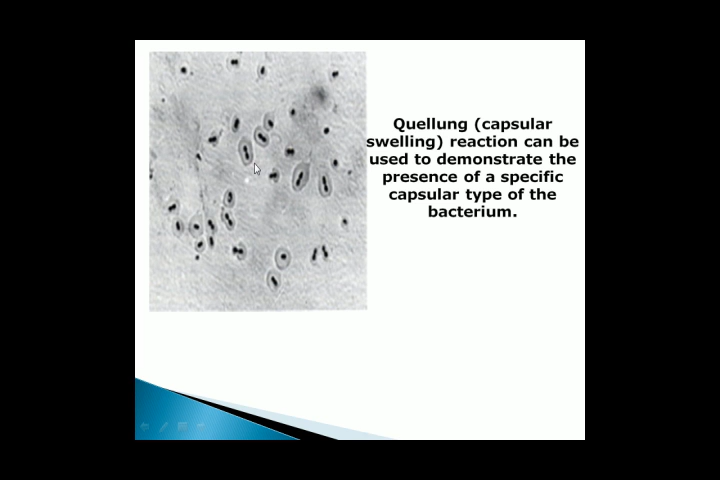 Quellung (capsular
swelling) reaction can be
used to demonstrate the
presence of a specific
capsular type of the
bacterium.